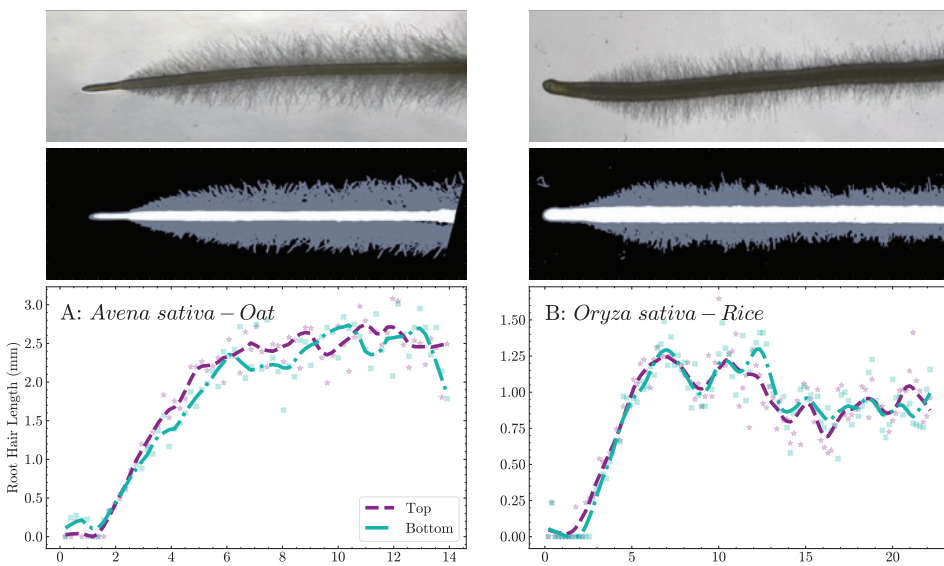 A: Avena sativa – Oat
3.0
2.5
2.0
1.5
1.0
0.5
0.0
Root Hair Length (mm)
Top
Bottom
0 2 4 6 8 10 12 14
B: Oryza sativa – Rice
1.50
1.25
1.00
0.75
0.50
0.25
0.00
0 5 10 15 20